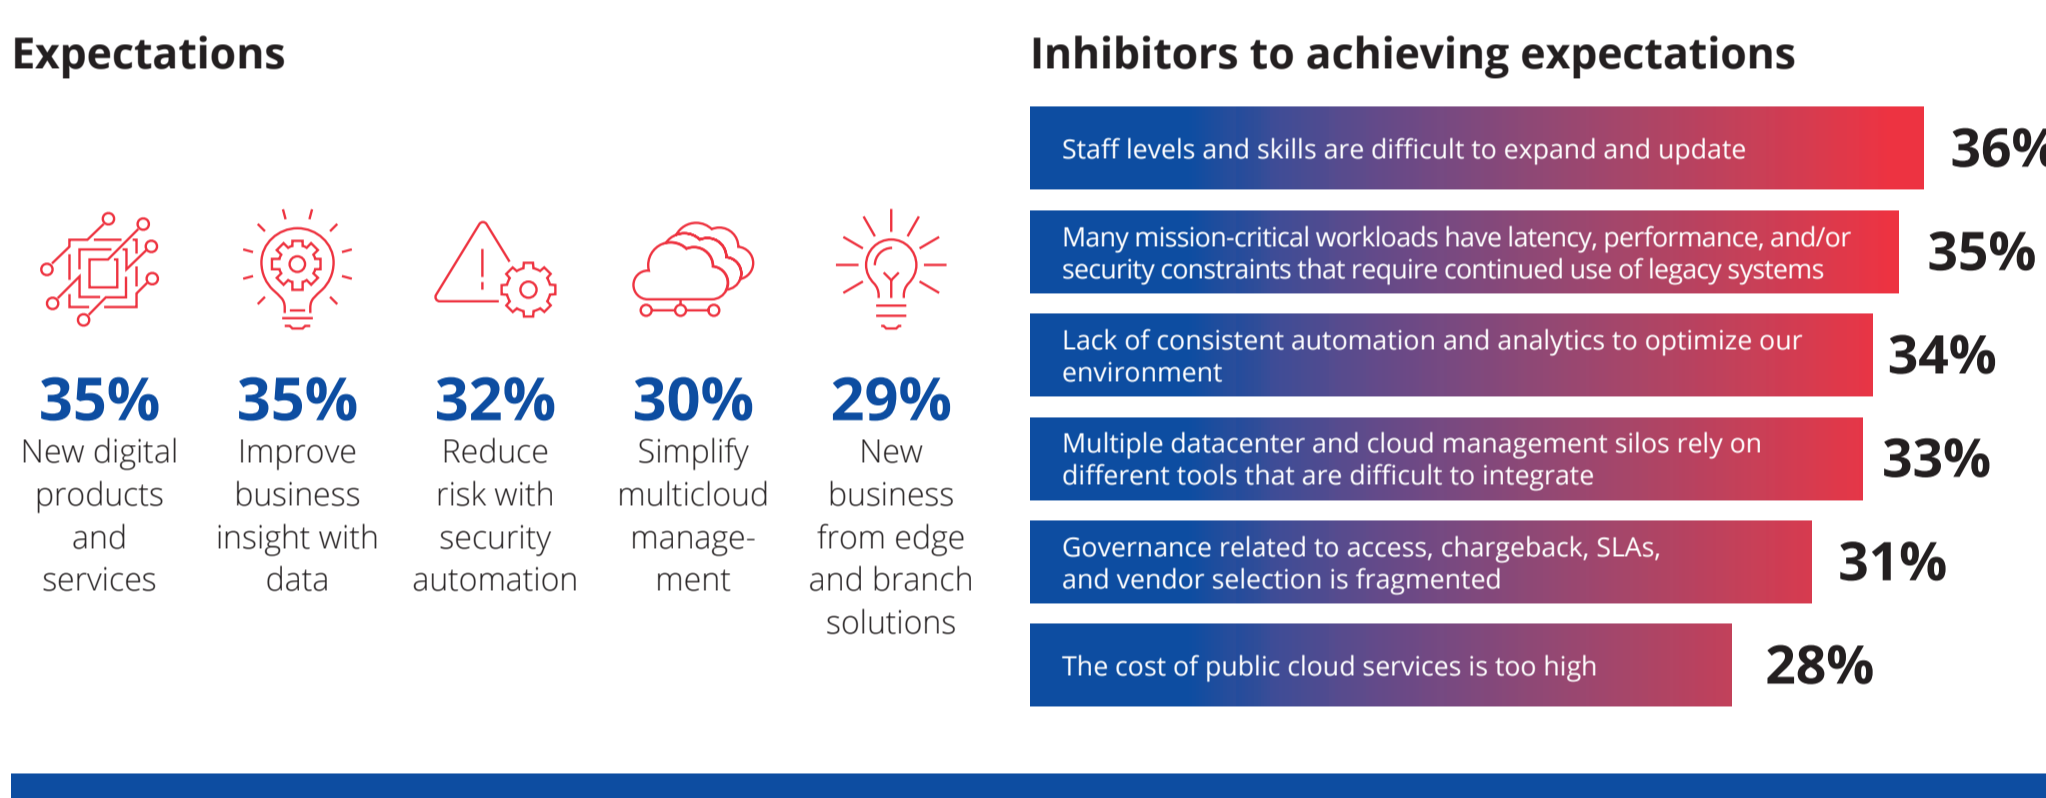 Expectations
35%
New digital
products
and
services
35%
Improve
business
insight with
data
32%
Reduce
risk with
security
automation
30%
Simplify
multicloud
manage-
ment
29%
New
business
from edge
and branch
solutions
Inhibitors to achieving expectations
Staff levels and skills are difficult to expand and update
36%
Many mission-critical workloads have latency, performance, and/or
security constraints that require continued use of legacy systems
35%
Lack of consistent automation and analytics to optimize our
environment
34%
Multiple datacenter and cloud management silos rely on
different tools that are difficult to integrate
33%
Governance related to access, chargeback, SLAs,
and vendor selection is fragmented
31%
The cost of public cloud services is too high
28%